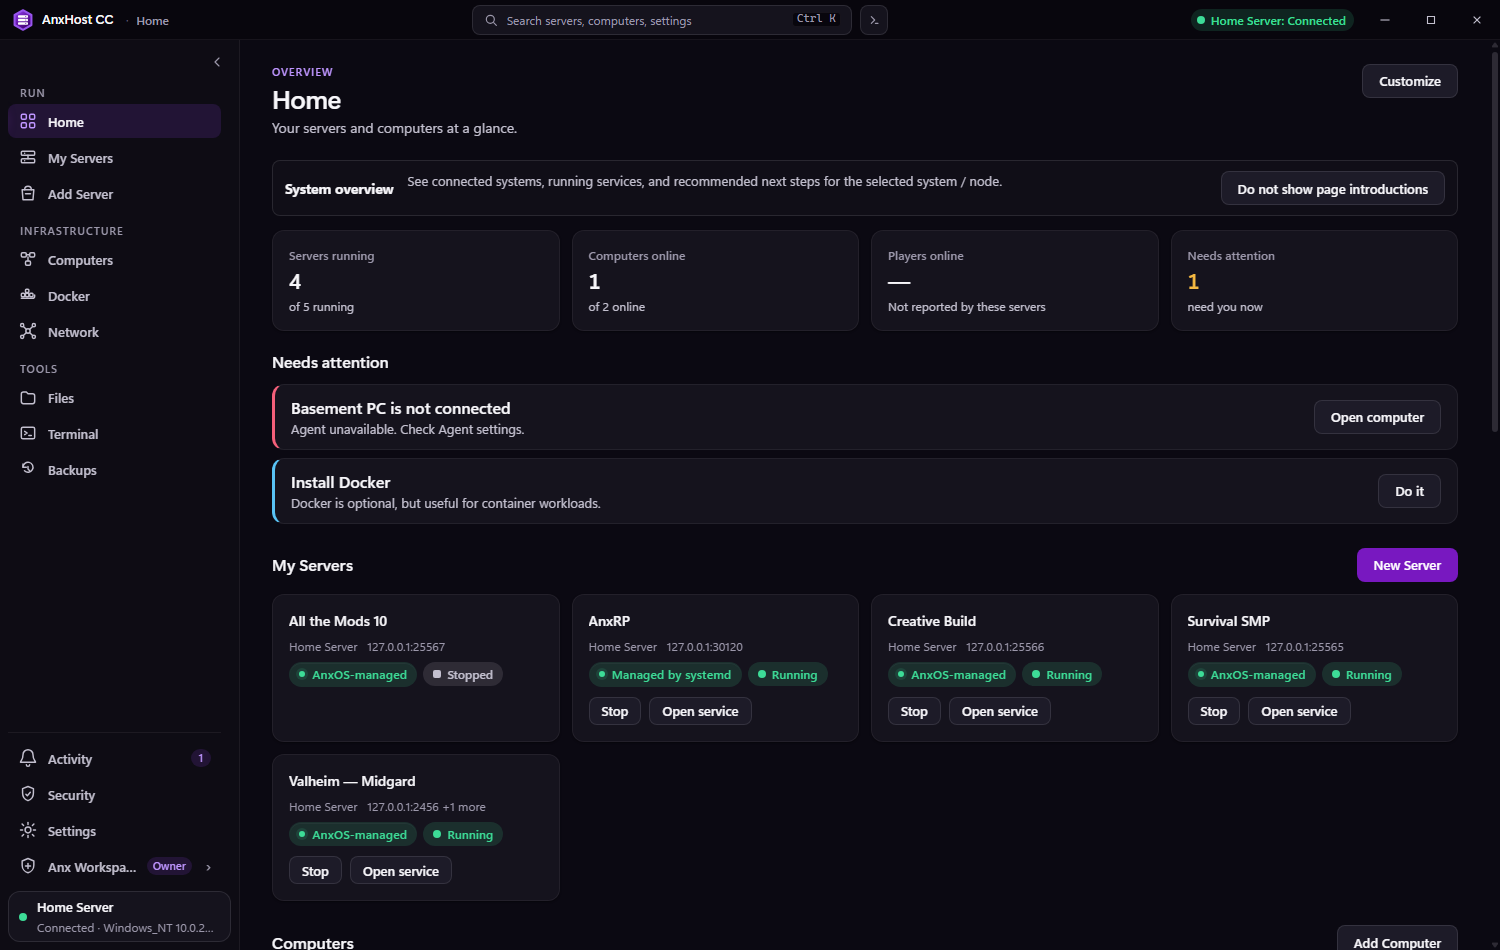 AnxHost CC · Home
Search servers, computers, settings
Ctrl K
Home Server: Connected
RUN
Home
My Servers
Add Server
INFRASTRUCTURE
Computers
Docker
Network
TOOLS
Files
Terminal
Backups
Activity 1
Security
Settings
Anx Workspa... Owner
Home Server
Connected · Windows_NT 10.0.2...
OVERVIEW
Home
Your servers and computers at a glance.
Customize
System overview
See connected systems, running services, and recommended next steps for the selected system / node.
Do not show page introductions
Servers running
4
of 5 running
Computers online
1
of 2 online
Players online
—
Not reported by these servers
Needs attention
1
need you now
Needs attention
Basement PC is not connected
Agent unavailable. Check Agent settings.
Open computer
Install Docker
Docker is optional, but useful for container workloads.
Do it
My Servers
New Server
All the Mods 10
Home Server 127.0.0.1:25567
AnxOS-managed Stopped
AnxRP
Home Server 127.0.0.1:30120
Managed by systemd Running
Stop Open service
Creative Build
Home Server 127.0.0.1:25566
AnxOS-managed Running
Stop Open service
Survival SMP
Home Server 127.0.0.1:25565
AnxOS-managed Running
Stop Open service
Valheim — Midgard
Home Server 127.0.0.1:2456 +1 more
AnxOS-managed Running
Stop Open service
Computers
Add Computer